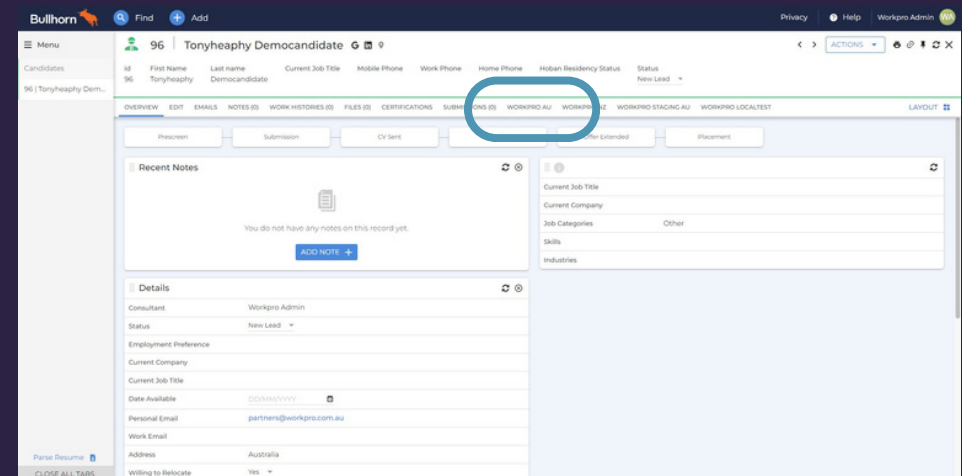 Bullhorn Find Add Privacy Help Workpro Admin WA
Menu
96 Tonyheaphy Democandidate G
ACTIONS
Candidates
96 | Tonyheaphy Dem...
Id First Name Last name Current Job Title Mobile Phone Work Phone Home Phone Hoban Residency Status Status
96 Tonyheaphy Democandidate New Lead
OVERVIEW EDIT EMAILS NOTES (0) WORK HISTORIES (0) FILES (0) CERTIFICATIONS WORKPRO AU WORKPRO STAGING AU WORKPRO LOCALTEST LAYOUT
Prescreen Submission CV Sent Offer Extended Placement
Recent Notes
You do not have any notes on this record yet.
ADD NOTE +
Current Job Title
Current Company
Job Categories Other
Skills
Industries
Details
Consultant Workpro Admin
Status New Lead
Employment Preference
Current Company
Current Job Title
Date Available DD/MM/YYYY
Personal Email partners@workpro.com.au
Work Email
Address Australia
Willing to Relocate Yes
Parse Resume
CLOSE ALL TABS